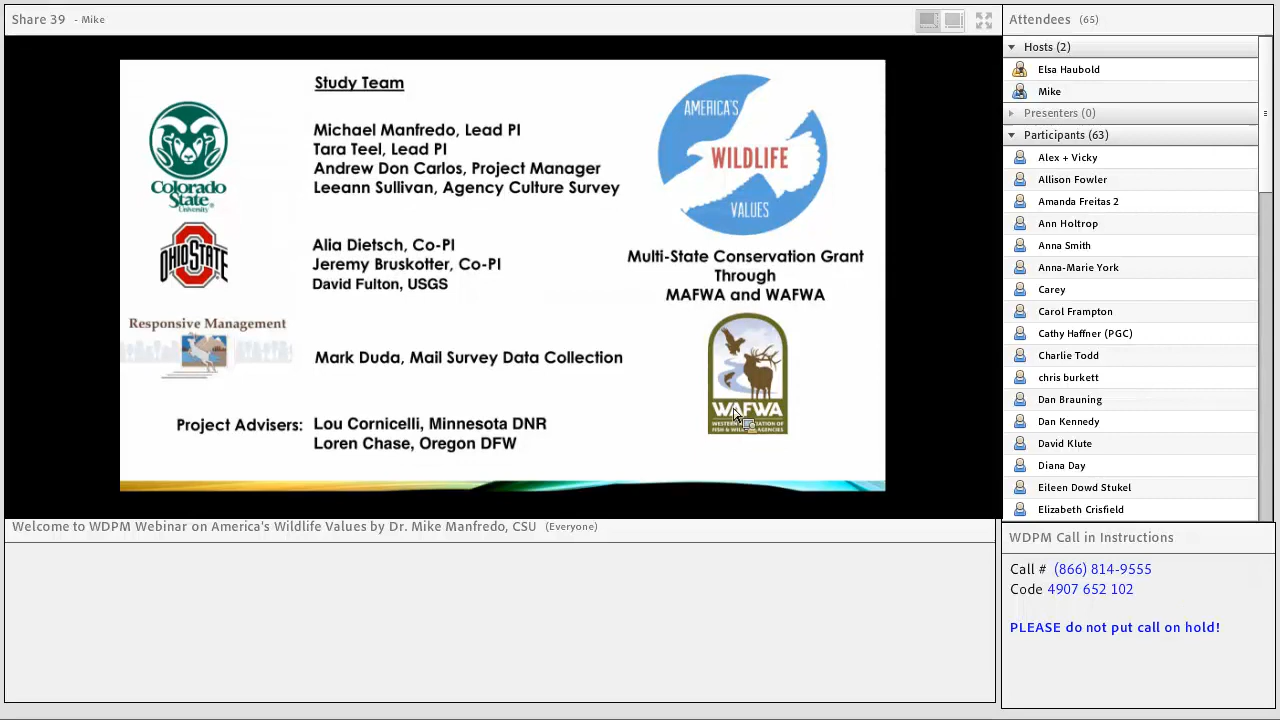 Share 39 - Mike
Study Team
Michael Manfredo, Lead PI
Tara Teel, Lead PI
Andrew Don Carlos, Project Manager
Leeann Sullivan, Agency Culture Survey
Colorado
State
University
Alia Dietsch, Co-PI
Jeremy Bruskotter, Co-PI
David Fulton, USGS
OHIO STATE
Responsive Management
Mark Duda, Mail Survey Data Collection
Project Advisers: Lou Cornicelli, Minnesota DNR
Loren Chase, Oregon DFW
AMERICA'S
WILDLIFE
VALUES
Multi-State Conservation Grant
Through
MAFWA and WAFWA
WAFWA
FISH & WILDLIFE AGENCIES
Welcome to WDPM Webinar on America's Wildlife Values by Dr. Mike Manfredo, CSU (Everyone)
Attendees (65)
Hosts (2)
Elsa Haubold
Mike
Presenters (0)
Participants (63)
Alex + Vicky
Allison Fowler
Amanda Freitas 2
Ann Holtrop
Anna Smith
Anna-Marie York
Carey
Carol Frampton
Cathy Haffner (PGC)
Charlie Todd
chris burkett
Dan Brauning
Dan Kennedy
David Klute
Diana Day
Eileen Dowd Stukel
Elizabeth Crisfield
WDPM Call in Instructions
Call # (866) 814-9555
Code 4907 652 102
PLEASE do not put call on hold!